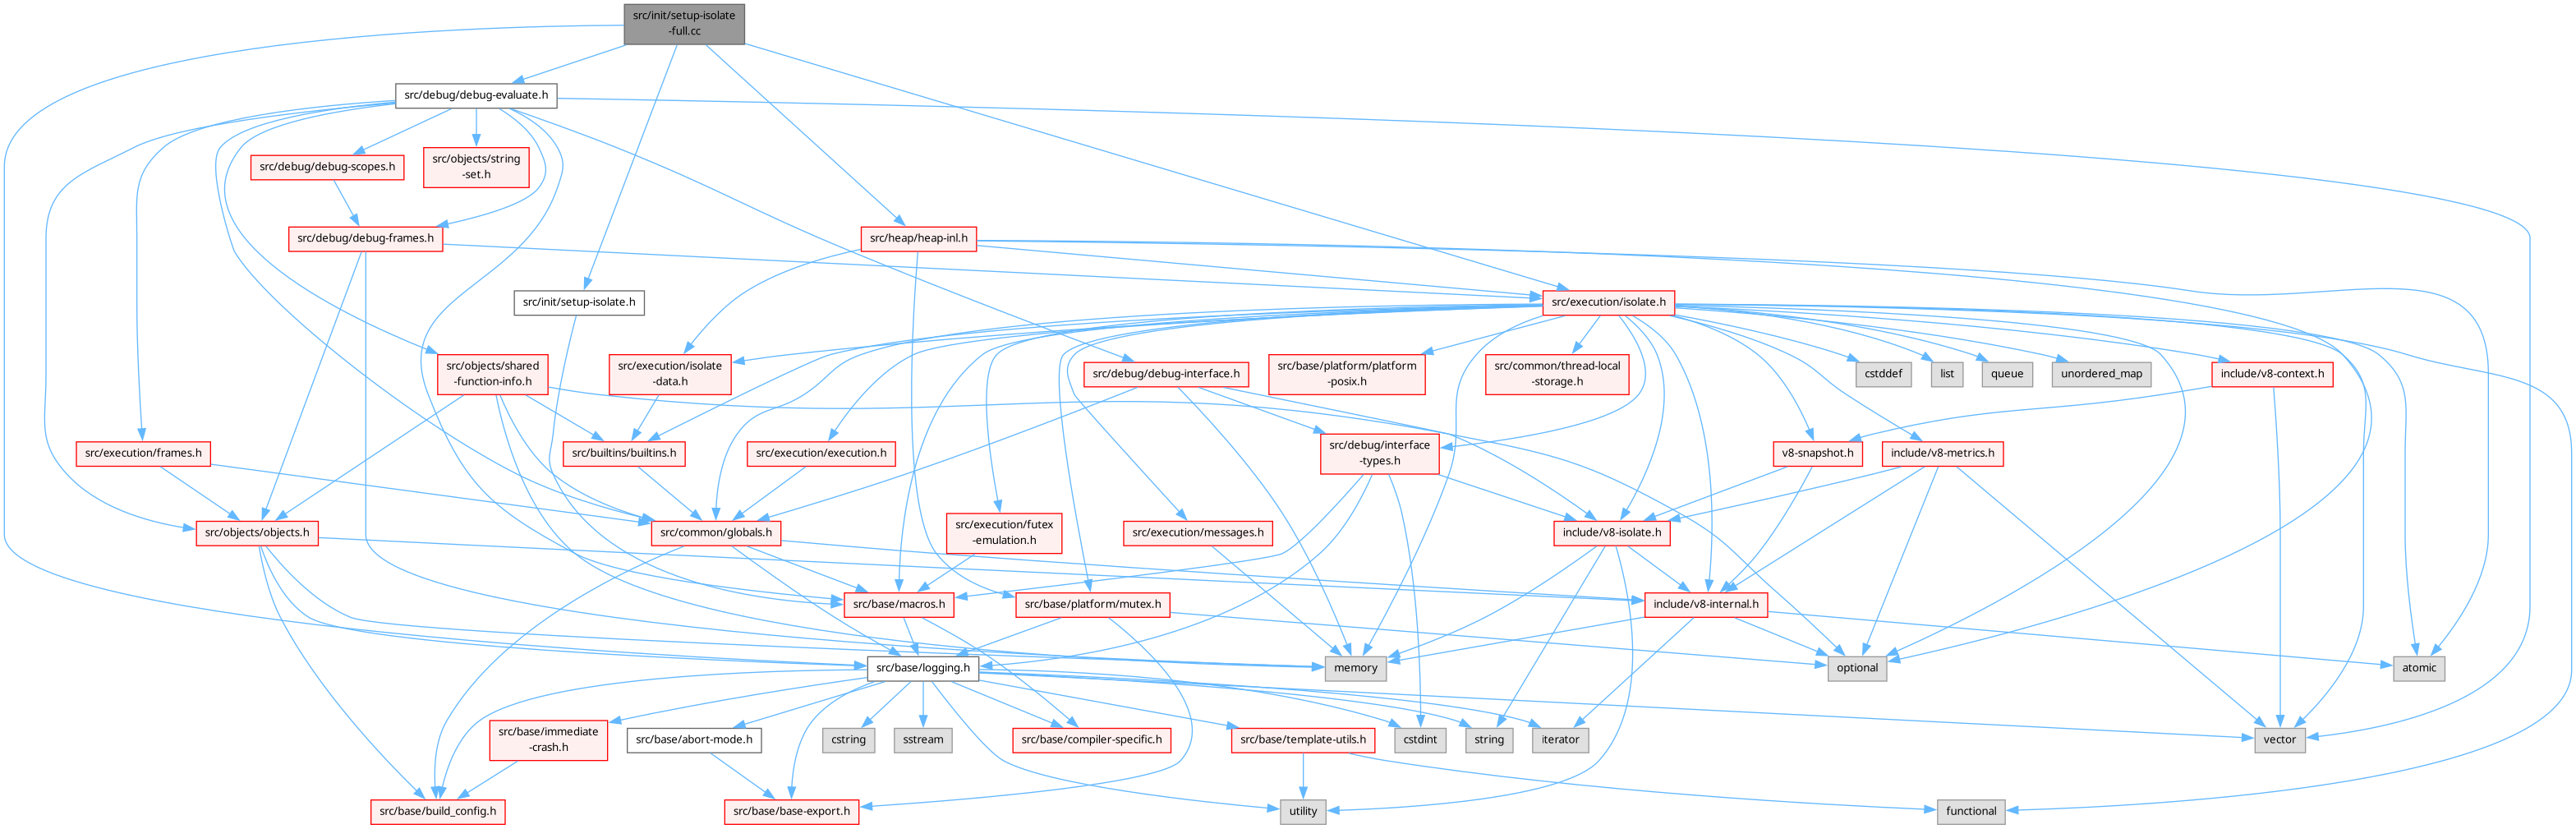 src/init/setup-isolate
-full.cc
src/debug/debug-evaluate.h
src/debug/debug-scopes.h
src/objects/string
-set.h
src/debug/debug-frames.h
src/heap/heap-inl.h
src/init/setup-isolate.h
src/execution/isolate.h
src/objects/shared
-function-info.h
src/execution/isolate
-data.h
src/debug/debug-interface.h
src/base/platform/platform
-posix.h
src/common/thread-local
-storage.h
cstddef
list
queue
unordered_map
include/v8-context.h
src/execution/frames.h
src/builtins/builtins.h
src/execution/execution.h
src/debug/interface
-types.h
v8-snapshot.h
include/v8-metrics.h
src/objects/objects.h
src/common/globals.h
src/execution/futex
-emulation.h
src/execution/messages.h
include/v8-isolate.h
src/base/macros.h
src/base/platform/mutex.h
include/v8-internal.h
src/base/logging.h
memory
optional
atomic
src/base/immediate
-crash.h
src/base/abort-mode.h
cstring
sstream
src/base/compiler-specific.h
src/base/template-utils.h
cstdint
string
iterator
vector
src/base/build_config.h
src/base/base-export.h
utility
functional